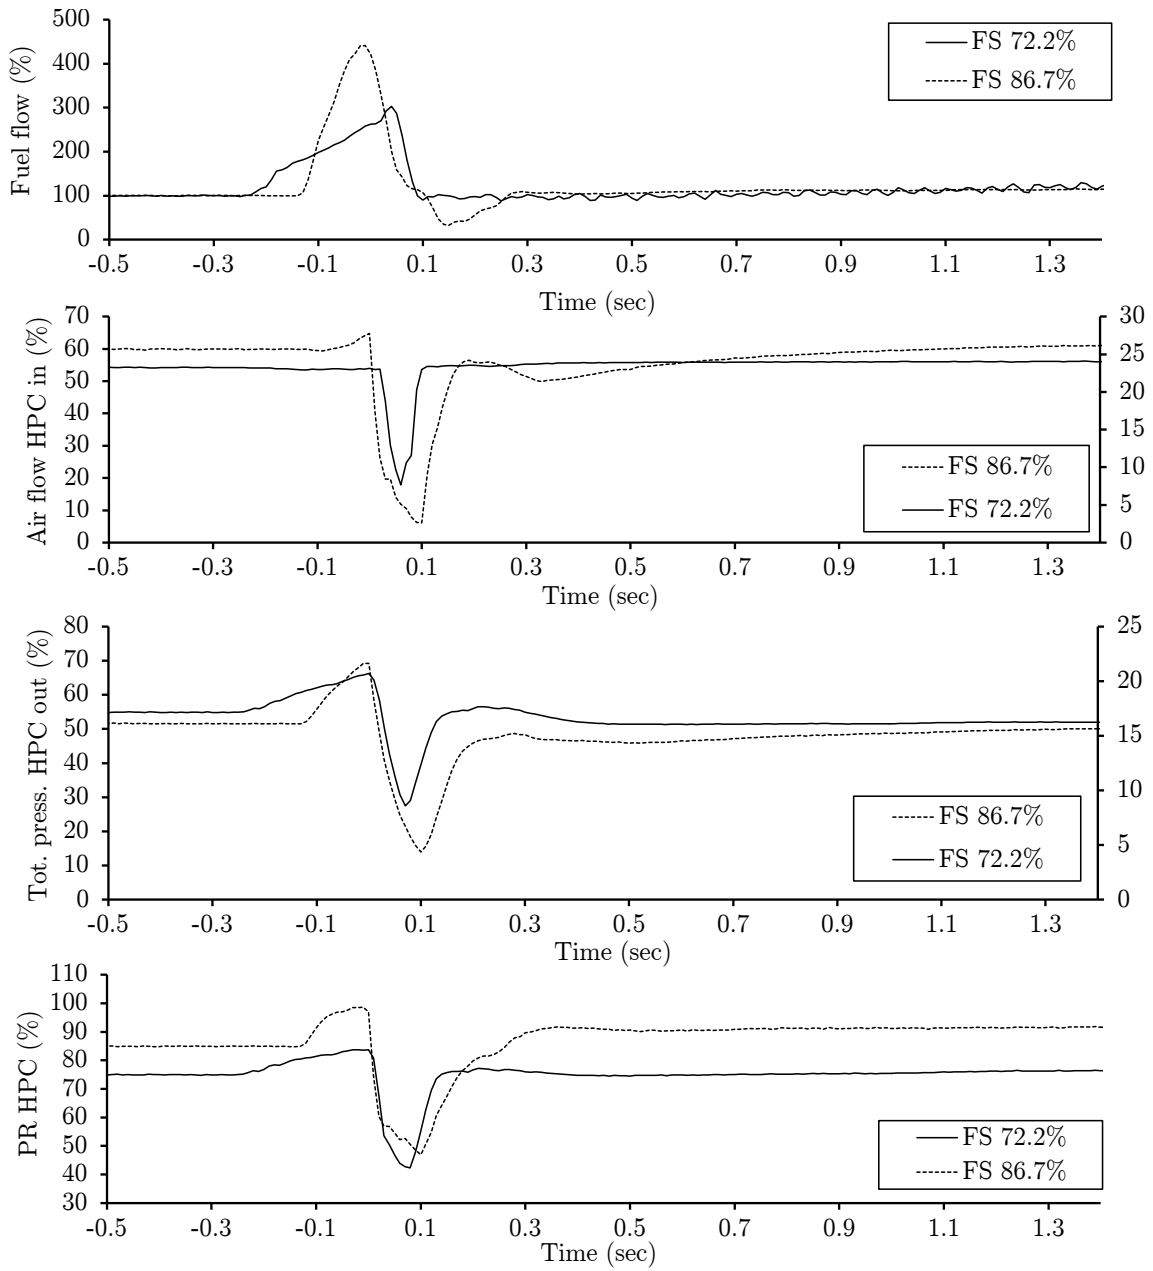 500
400
300
200
100
0
Fuel flow (%)
FS 72.2%
FS 86.7%
-0.5 -0.3 -0.1 0.1 0.3 0.5 0.7 0.9 1.1 1.3
Time (sec)
70
60
50
40
30
20
10
0
Air flow HPC in (%)
30
25
20
15
10
5
0
FS 86.7%
FS 72.2%
-0.5 -0.3 -0.1 0.1 0.3 0.5 0.7 0.9 1.1 1.3
Time (sec)
80
70
60
50
40
30
20
10
0
Tot. press. HPC out (%)
25
20
15
10
5
0
FS 86.7%
FS 72.2%
-0.5 -0.3 -0.1 0.1 0.3 0.5 0.7 0.9 1.1 1.3
Time (sec)
110
100
90
80
70
60
50
40
30
PR HPC (%)
FS 72.2%
FS 86.7%
-0.5 -0.3 -0.1 0.1 0.3 0.5 0.7 0.9 1.1 1.3
Time (sec)